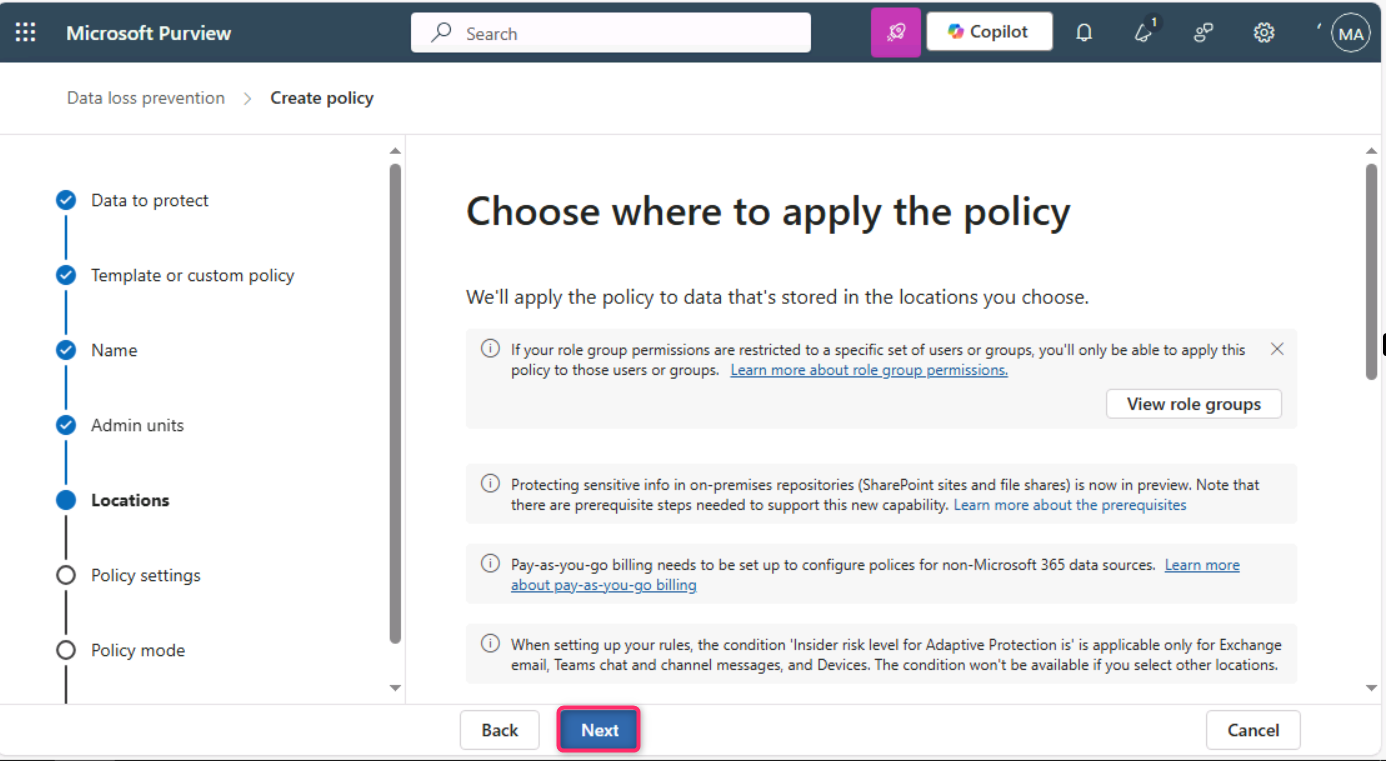 Microsoft Purview
Search
Copilot
1
MA
Data loss prevention > Create policy
Data to protect
Template or custom policy
Name
Admin units
Locations
Policy settings
Policy mode
Choose where to apply the policy
We'll apply the policy to data that's stored in the locations you choose.
If your role group permissions are restricted to a specific set of users or groups, you'll only be able to apply this
policy to those users or groups. Learn more about role group permissions.
View role groups
Protecting sensitive info in on-premises repositories (SharePoint sites and file shares) is now in preview. Note that
there are prerequisite steps needed to support this new capability. Learn more about the prerequisites
Pay-as-you-go billing needs to be set up to configure polices for non-Microsoft 365 data sources. Learn more
about pay-as-you-go billing
When setting up your rules, the condition 'Insider risk level for Adaptive Protection is' is applicable only for Exchange
email, Teams chat and channel messages, and Devices. The condition won't be available if you select other locations.
Back
Next
Cancel